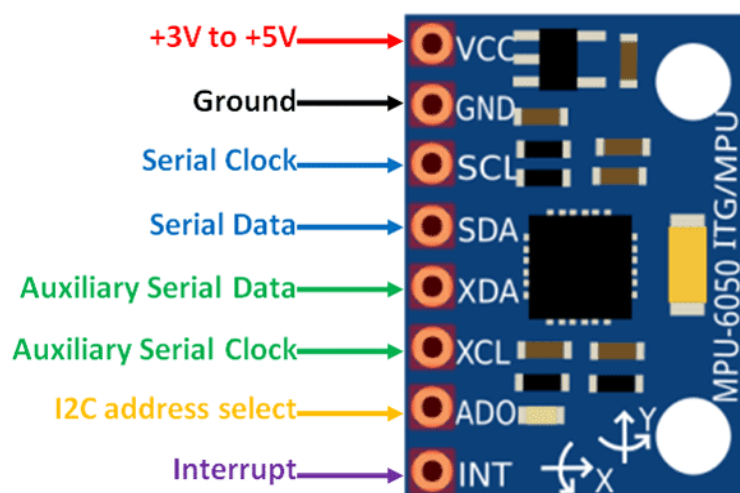 +3V to +5V VCC
Ground GND
Serial Clock SCL
Serial Data SDA
Auxiliary Serial Data XDA
Auxiliary Serial Clock XCL
I2C address select ADO
Interrupt INT
MPU-6050 ITG/MPU
Y
X